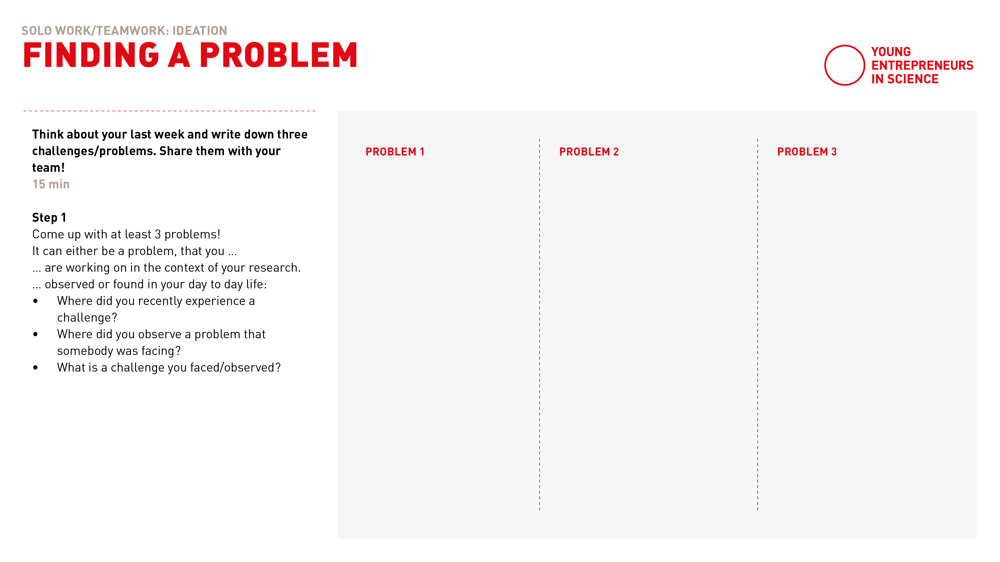 SOLO WORK/TEAMWORK: IDEATION
FINDING A PROBLEM
YOUNG
ENTREPRENEURS
IN SCIENCE
Think about your last week and write down three
challenges/problems. Share them with your
team!
15 min
Step 1
Come up with at least 3 problems!
It can either be a problem, that you ...
... are working on in the context of your research.
... observed or found in your day to day life:
• Where did you recently experience a
challenge?
• Where did you observe a problem that
somebody was facing?
• What is a challenge you faced/observed?
PROBLEM 1
PROBLEM 2
PROBLEM 3